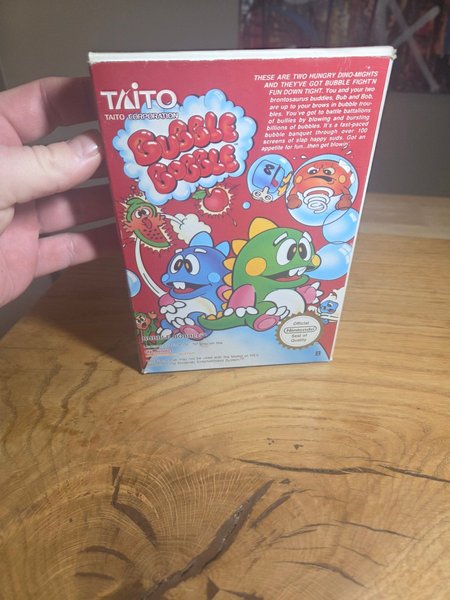 TAITO
TAITO CORPORATION
BUBBLE
BOBBLE
THESE ARE TWO HUNGRY DINO-MIGHTS
AND THEY'VE GOT BUBBLE FIGHT'N
FUN DOWN TIGHT. You and your two
brontosaurus buddies, Bub and Bob,
are up to your brows in bubble trou-
bles. You've got to battle battalions
of bullies by blowing and bursting
billions of bubbles. It's a fast-paced
bubble banquet through over 100
screens of slap happy suds. Got an
appetite for fun...then get blowin'.
Official
Nintendo
Seal of
Quality
B